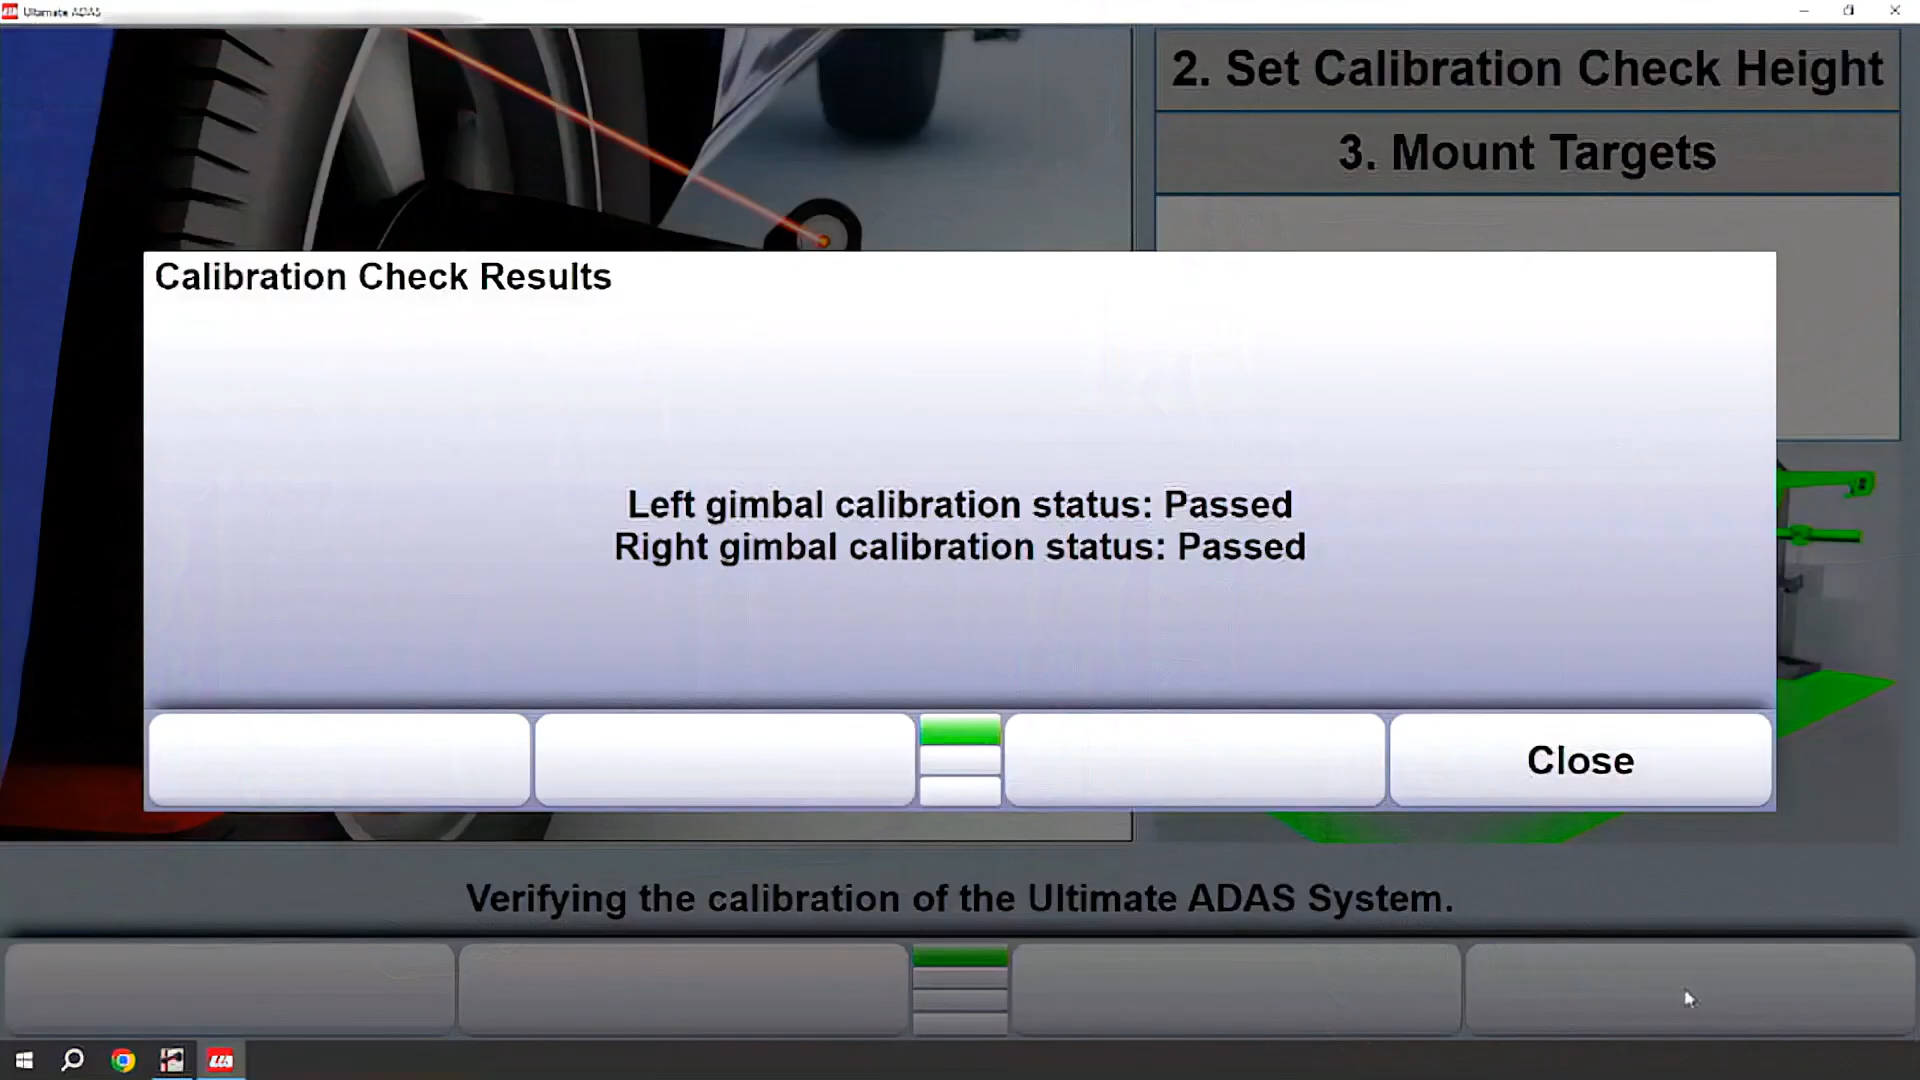 Ultimate ADAS
2. Set Calibration Check Height
3. Mount Targets
Calibration Check Results
Left gimbal calibration status: Passed
Right gimbal calibration status: Passed
Close
Verifying the calibration of the Ultimate ADAS System.